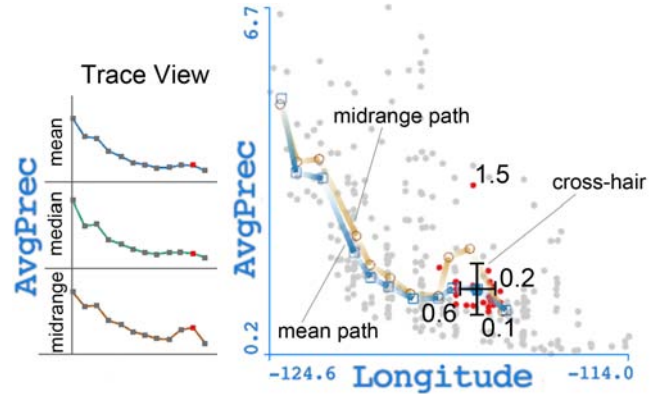 Trace View
AvgPrec
mean
median
midrange
AvgPrec
6.7
0.2
midrange path
1.5
cross-hair
0.2
0.6
0.1
mean path
-124.6
Longitude
-114.0